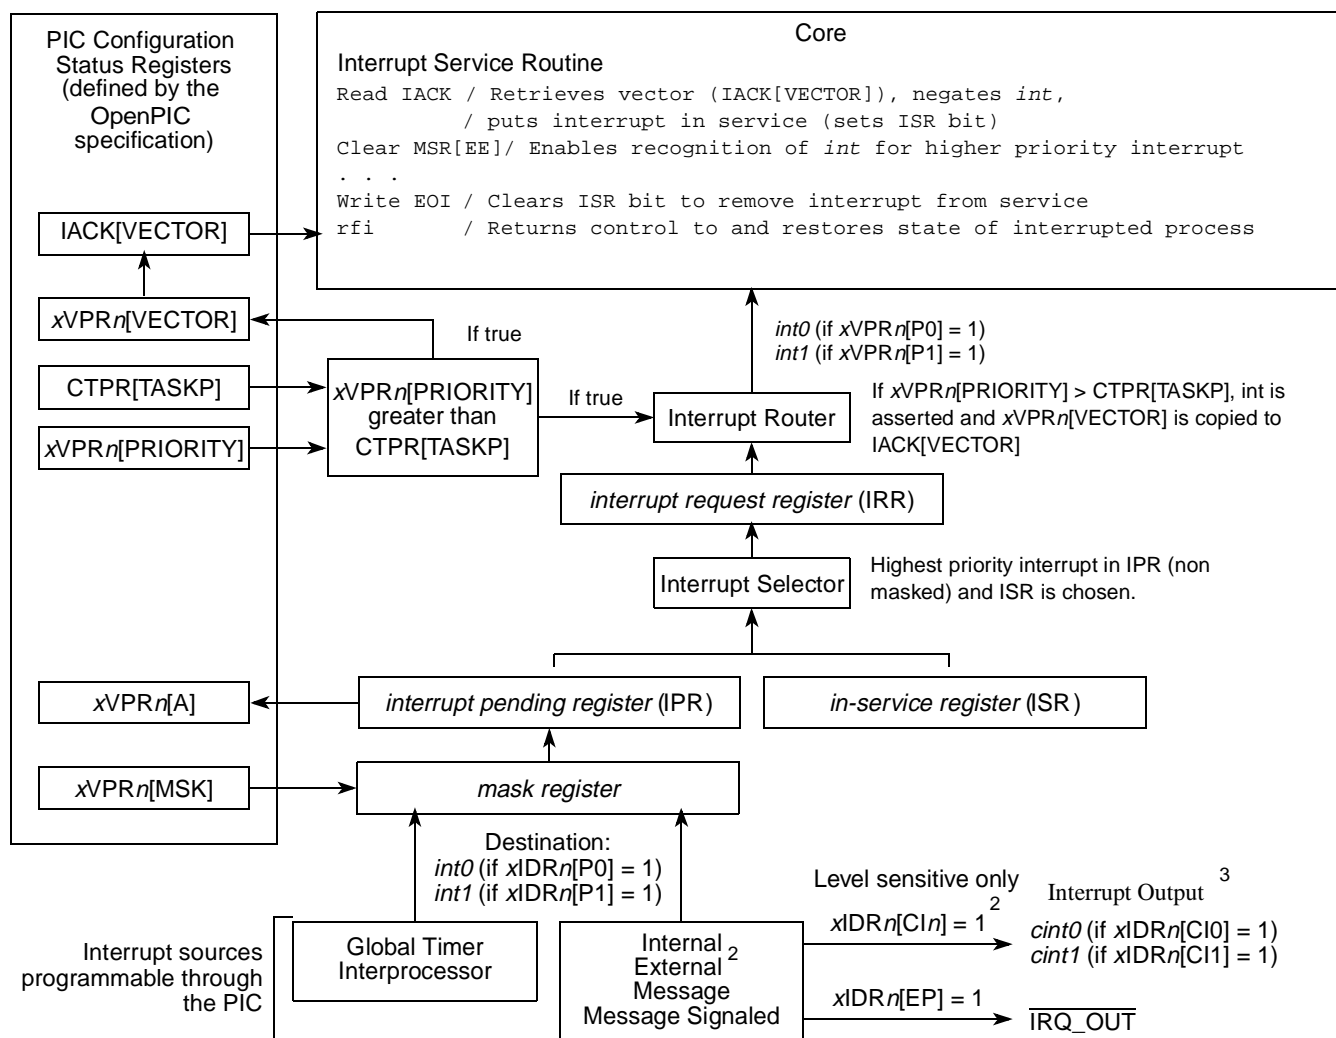 PIC Configuration
Status Registers
(defined by the
OpenPIC
specification)
IACK[VECTOR]
xVPRn[VECTOR]
CTPR[TASKP]
xVPRn[PRIORITY]
xVPRn[A]
xVPRn[MSK]
Core
Interrupt Service Routine
Read IACK / Retrieves vector (IACK[VECTOR]), negates int,
/ puts interrupt in service (sets ISR bit)
Clear MSR[EE]/ Enables recognition of int for higher priority interrupt
. . .
Write EOI / Clears ISR bit to remove interrupt from service
rfi / Returns control to and restores state of interrupted process
If true
xVPRn[PRIORITY]
greater than
CTPR[TASKP]
If true
int0 (if xVPRn[P0] = 1)
int1 (if xVPRn[P1] = 1)
Interrupt Router
If xVPRn[PRIORITY] > CTPR[TASKP], int is
asserted and xVPRn[VECTOR] is copied to
IACK[VECTOR]
interrupt request register (IRR)
Interrupt Selector
Highest priority interrupt in IPR (non
masked) and ISR is chosen.
interrupt pending register (IPR)
in-service register (ISR)
mask register
Destination:
int0 (if xIDRn[P0] = 1)
int1 (if xIDRn[P1] = 1)
Interrupt sources
programmable through
the PIC
Global Timer
Interprocessor
Internal
External 2
Message
Message Signaled
Level sensitive only
xIDRn[CIn] = 1 2
Interrupt Output 3
cint0 (if xIDRn[CI0] = 1)
cint1 (if xIDRn[CI1] = 1)
xIDRn[EP] = 1
IRQ_OUT